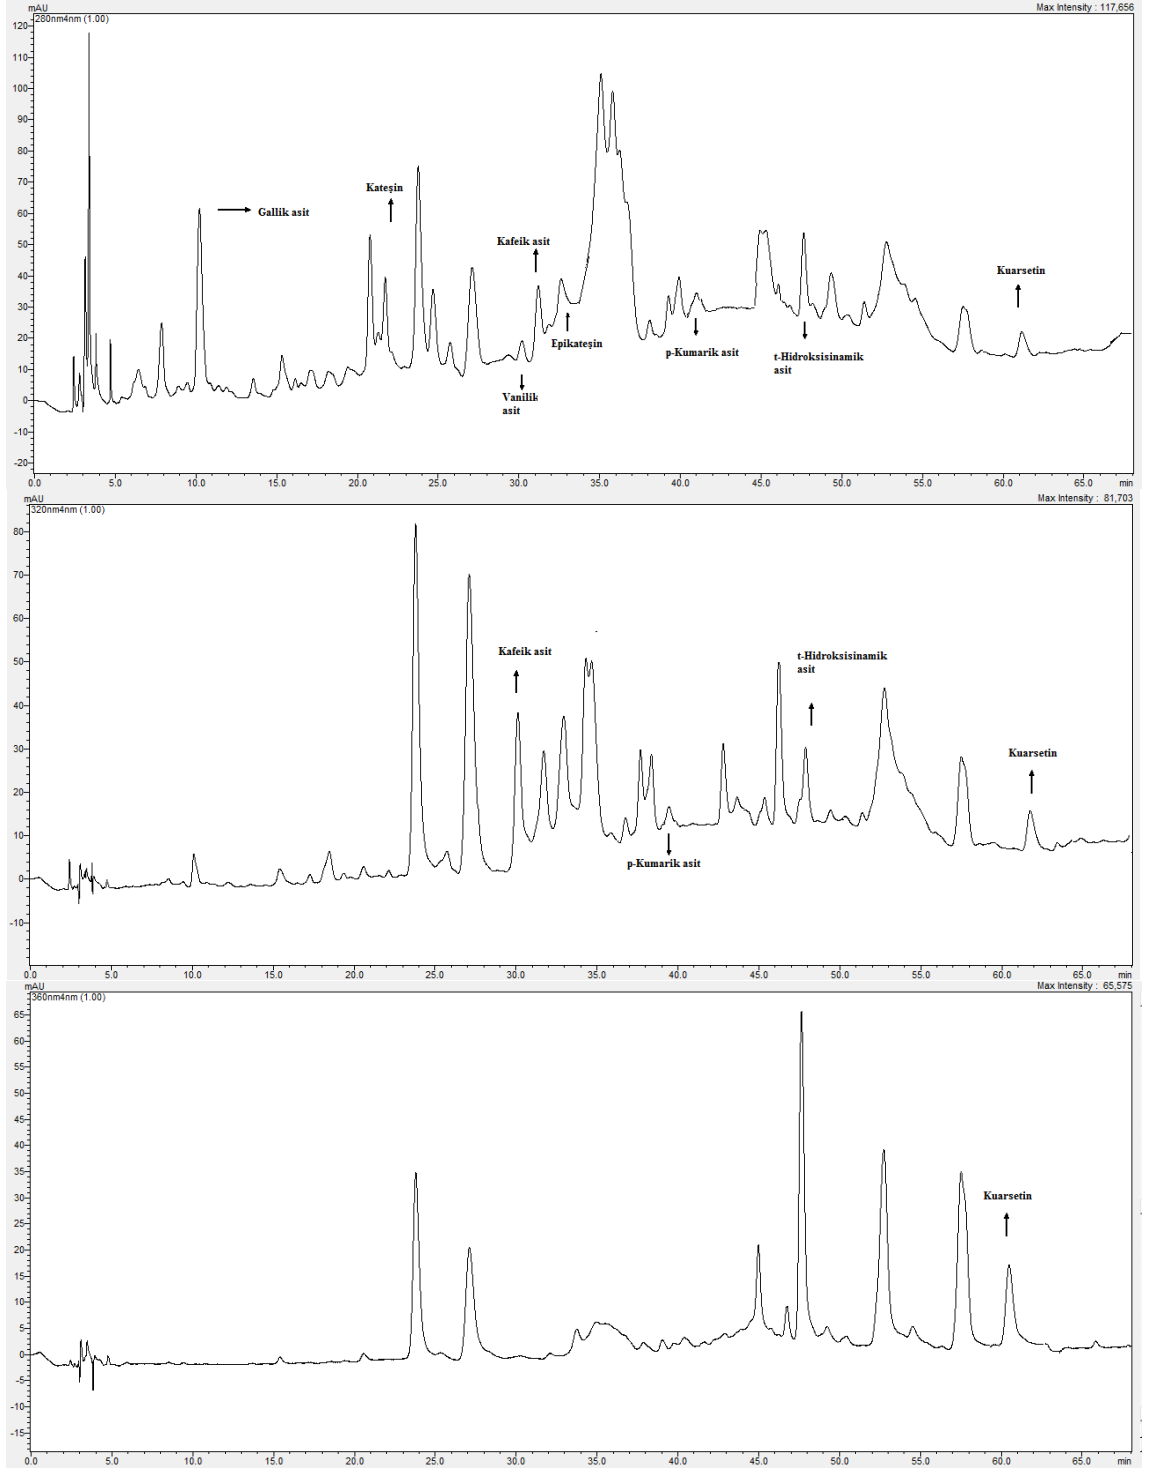 mAU
Max Intensity : 117,656
280nm4nm (1.00)
120
110
100
90
80
70
60
50
40
30
20
10
0
-10
-20
Gallik asit
Kateşin
Kafeik asit
Epikateşin
Vanilik
asit
p-Kumarik asit
t-Hidroksisinamik
asit
Kuarsetin
0.0 5.0 10.0 15.0 20.0 25.0 30.0 35.0 40.0 45.0 50.0 55.0 60.0 65.0 min
mAU
Max Intensity : 81,703
320nm4nm (1.00)
80
70
60
50
40
30
20
10
0
-10
Kafeik asit
t-Hidroksisinamik
asit
Kuarsetin
p-Kumarik asit
0.0 5.0 10.0 15.0 20.0 25.0 30.0 35.0 40.0 45.0 50.0 55.0 60.0 65.0 min
mAU
Max Intensity : 65,575
360nm4nm (1.00)
65
60
55
50
45
40
35
30
25
20
15
10
5
0
-5
-10
-15
Kuarsetin
0.0 5.0 10.0 15.0 20.0 25.0 30.0 35.0 40.0 45.0 50.0 55.0 60.0 65.0 min